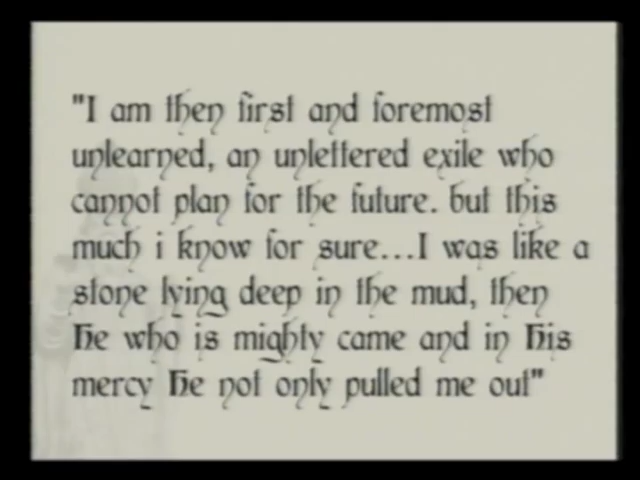 "I am then first and foremost
unlearned, an unlettered exile who
cannot plan for the future. but this
much i know for sure...I was like a
stone lying deep in the mud, then
He who is mighty came and in His
mercy He not only pulled me out"